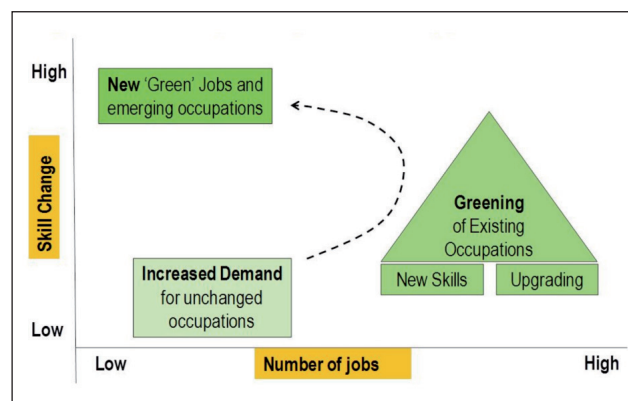 High
New 'Green' Jobs and
emerging occupations
Skill Change
Greening
of Existing
Occupations
New Skills
Upgrading
Increased Demand
for unchanged
occupations
Low
Low
Number of jobs
High